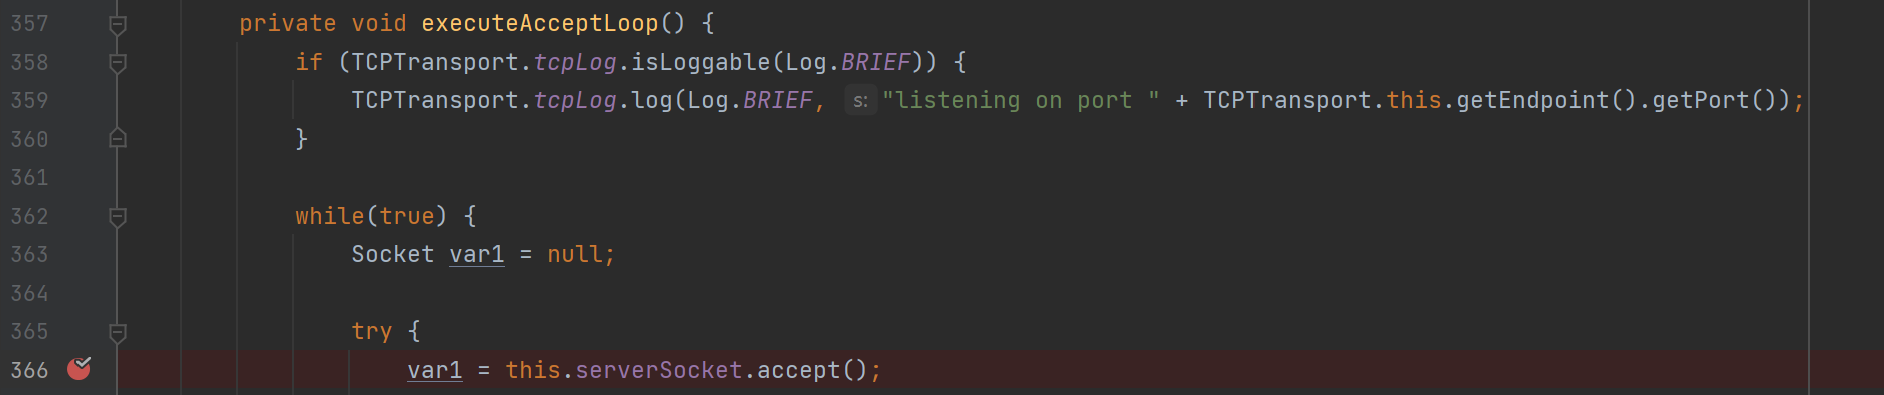 357 private void executeAcceptLoop() {
358 if (TCPTransport.tcpLog.isLoggable(Log.BRIEF)) {
359 TCPTransport.tcpLog.log(Log.BRIEF, s: "listening on port " + TCPTransport.this.getEndpoint().getPort());
360 }
361
362 while(true) {
363 Socket var1 = null;
364
365 try {
366 var1 = this.serverSocket.accept();